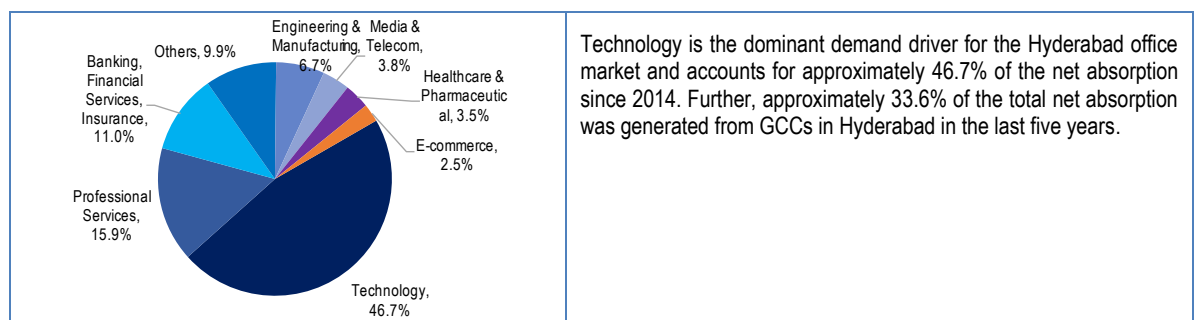 Engineering &
Manufacturing,
6.7%
Media &
Telecom,
3.8%
Healthcare &
Pharmaceutic
al, 3.5%
E-commerce,
2.5%
Technology,
46.7%
Professional
Services,
15.9%
Banking,
Financial
Services,
Insurance,
11.0%
Others, 9.9%
Technology is the dominant demand driver for the Hyderabad office
market and accounts for approximately 46.7% of the net absorption
since 2014. Further, approximately 33.6% of the total net absorption
was generated from GCCs in Hyderabad in the last five years.